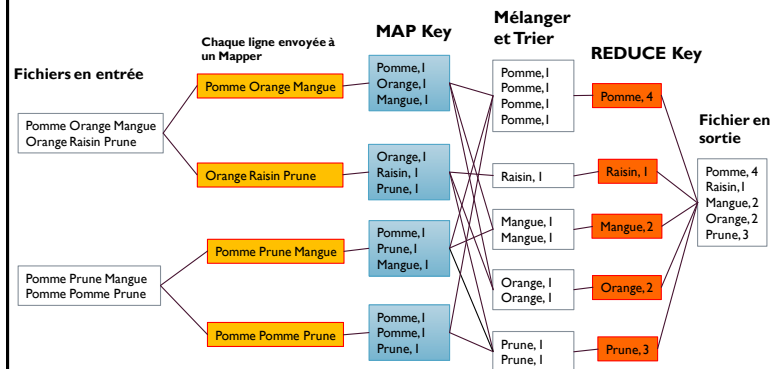 Fichiers en entrée
Pomme Orange Mangue
Orange Raisin Prune
Pomme Prune Mangue
Pomme Pomme Prune
Chaque ligne envoyée à
un Mapper
Pomme Orange Mangue
Orange Raisin Prune
Pomme Prune Mangue
Pomme Pomme Prune
MAP Key
Pomme,1
Orange,1
Mangue,1
Orange,1
Raisin, 1
Prune,1
Pomme,1
Prune,1
Mangue,1
Pomme,1
Pomme,1
Prune,1
Mélanger
et Trier
Pomme,1
Pomme,1
Pomme,1
Pomme,1
Raisin, 1
Mangue,1
Mangue,1
Orange,1
Orange,1
Prune, 1
Prune, 1
REDUCE Key
Pomme, 4
Raisin, 1
Mangue,2
Orange,2
Prune,3
Fichier en
sortie
Pomme, 4
Raisin,1
Mangue,2
Orange,2
Prune,3